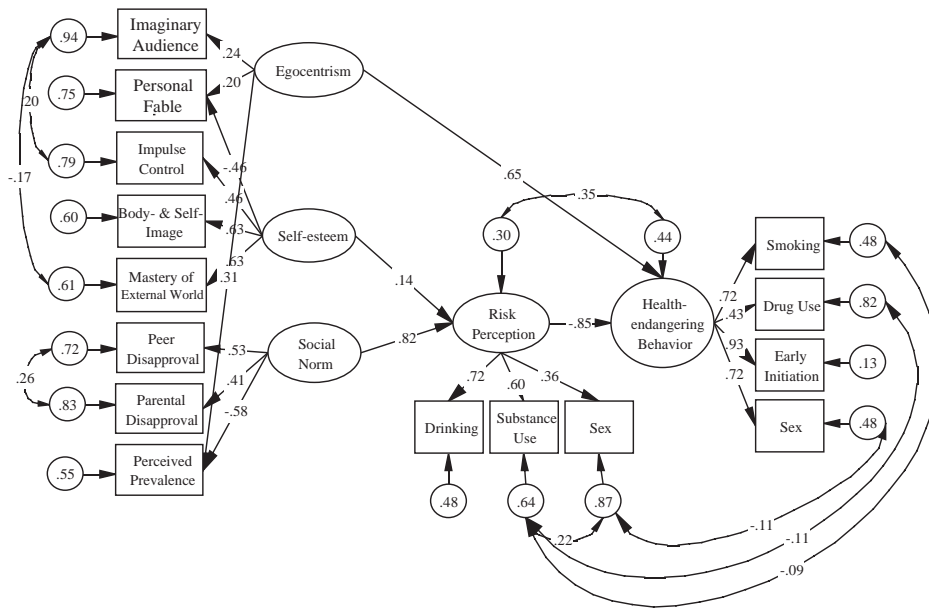 .94
Imaginary
Audience
.24
Egocentrism
.75
Personal
Fable
.20
.20
.79
Impulse
Control
-.46
.46
-.17
.60
Body- & Self-
Image
.63
Self-esteem
.63
.61
Mastery of
External World
.31
.65
.35
.30
.44
.14
Risk
Perception
-.85
Health-
endangering
Behavior
.72
Peer
Disapproval
.53
Social
Norm
.82
.26
.83
Parental
Disapproval
.41
-.58
.55
Perceived
Prevalence
Smoking
.48
.72
Drug Use
.82
.43
Early
Initiation
.13
.93
Sex
.48
.72
.72
.60
.36
Drinking
Substance
Use
Sex
.48
.64
.87
.22
-.11
-.11
-.09